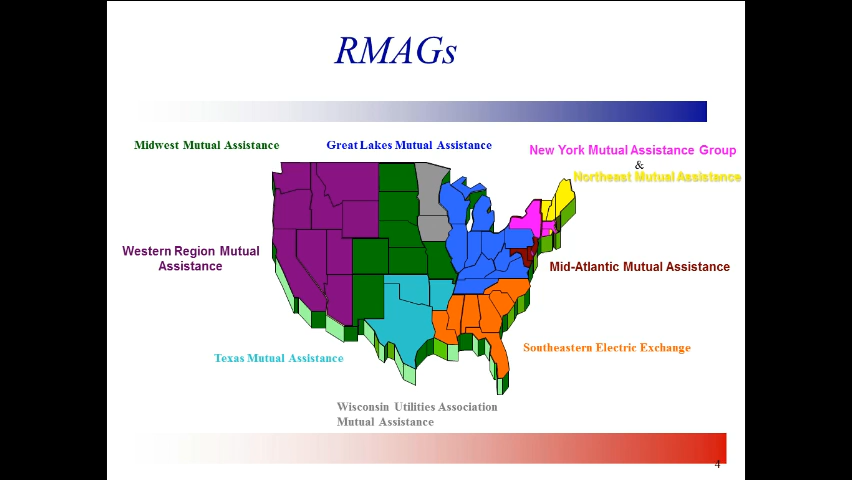 RMAGs
Midwest Mutual Assistance
Great Lakes Mutual Assistance
New York Mutual Assistance Group
&
Northeast Mutual Assistance
Western Region Mutual
Assistance
Mid-Atlantic Mutual Assistance
Southeastern Electric Exchange
Texas Mutual Assistance
Wisconsin Utilities Association
Mutual Assistance
4